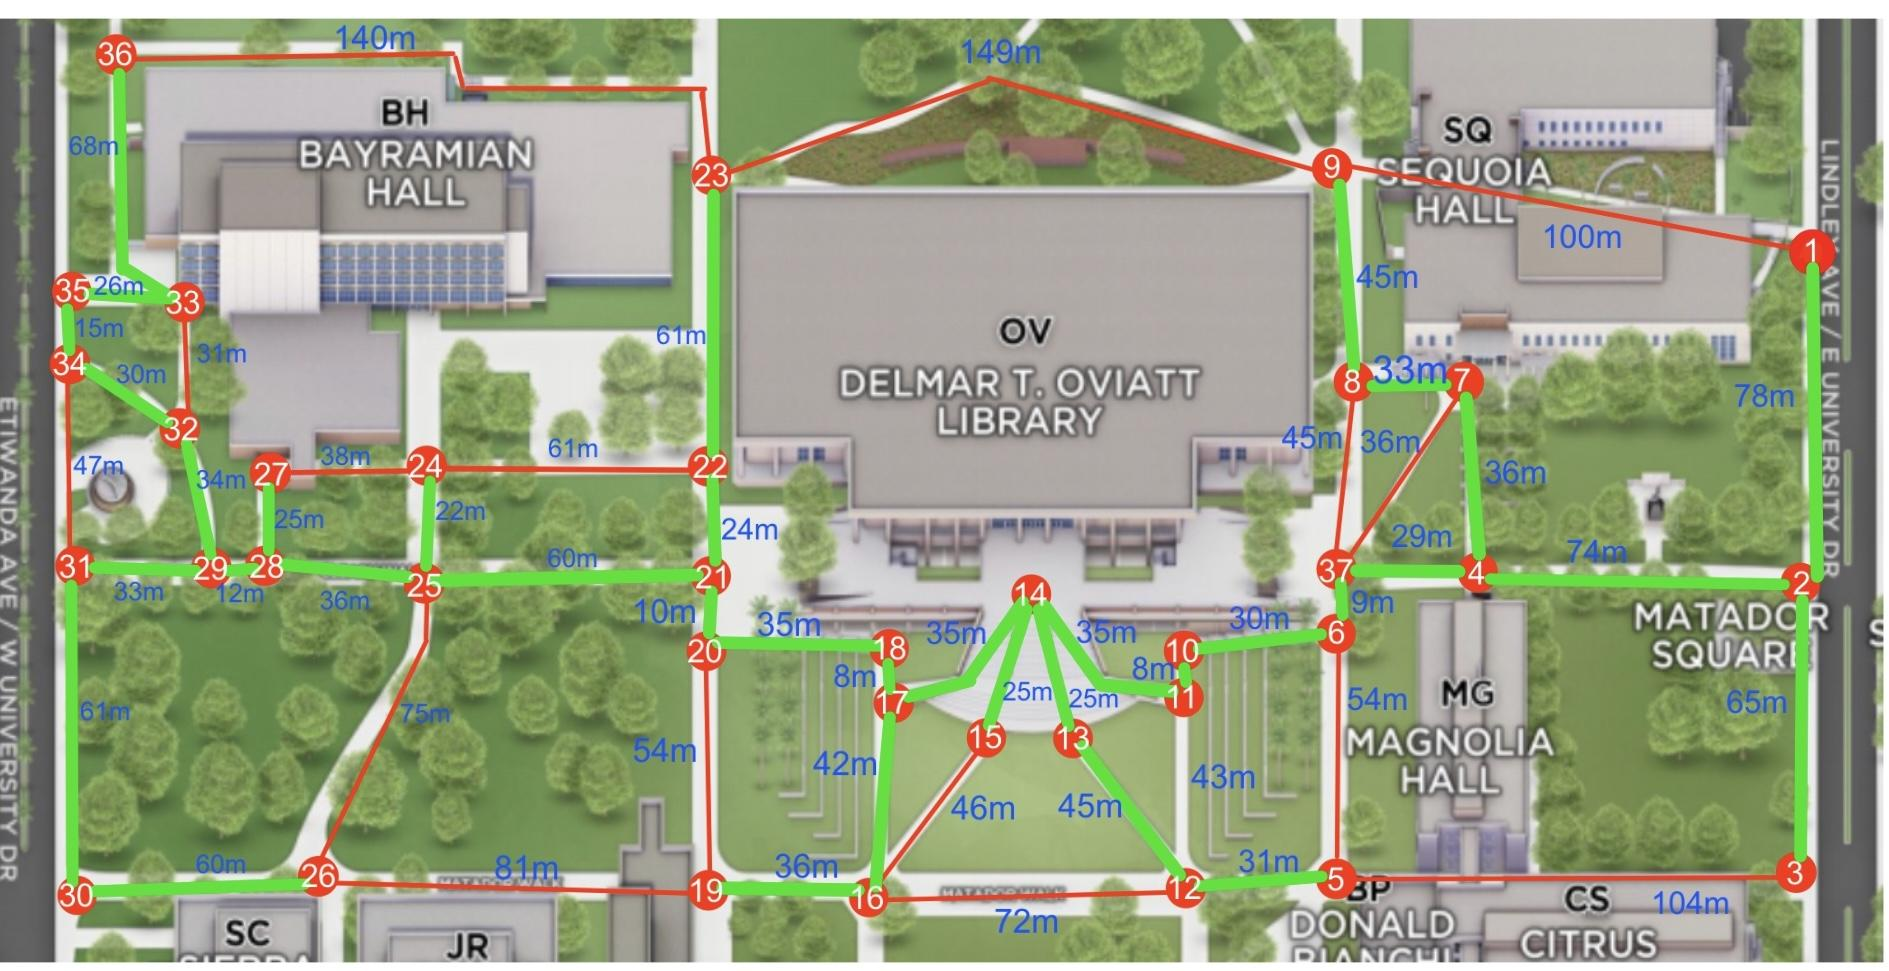 36
140m
149m
BH
BAYRAMIAN
HALL
68m
23
9
SQ
SEQUOIA
HALL
100m
1
LINDLEY AVE / E UNIVERSITY DR
35
26m
33
15m
31m
34
30m
32
47m
34m
27
38m
24
61m
22
61m
OV
DELMAR T. OVIATT
LIBRARY
45m
8
33m
7
78m
45m
36m
36m
25m
22m
24m
ETIWANDA AVE / W UNIVERSITY DR
31
29
28
25
60m
21
33m
12m
36m
10m
14
37
29m
4
74m
2
9m
MATADOR
SQUARE
20
35m
18
35m
35m
10
30m
6
8m
17
25m
25m
8m
11
61m
75m
54m
42m
15
13
43m
54m
MG
MAGNOLIA
HALL
65m
46m
45m
60m
26
81m
MATADOR WALK
36m
MATADOR WALK
31m
30
19
16
72m
12
5
BP
DONALD
BIANCHI
3
104m
CS
CITRUS
SC
SIERRA
JR
S